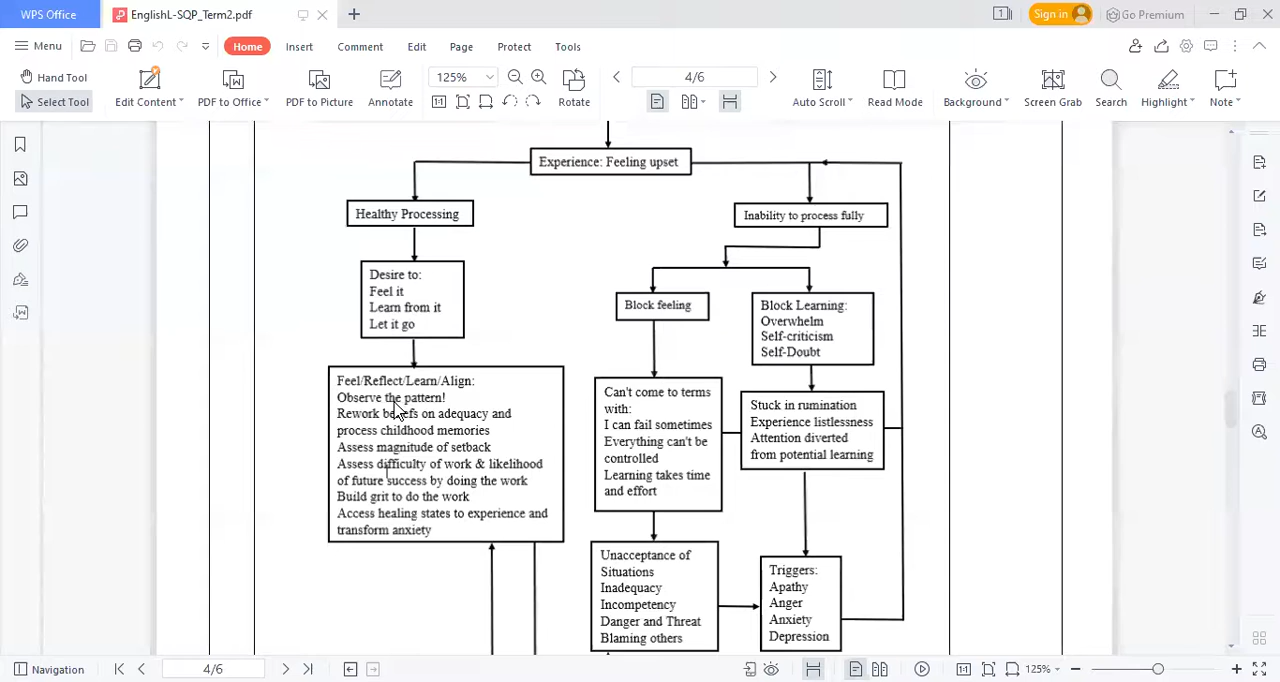 WPS Office
EnglishL-SQP_Term2.pdf
1
Sign in
Go Premium
Menu
Home
Insert
Comment
Edit
Page
Protect
Tools
Hand Tool
Select Tool
Edit Content
PDF to Office
PDF to Picture
Annotate
125%
Rotate
4/6
Auto Scroll
Read Mode
Background
Screen Grab
Search
Highlight
Note
Experience: Feeling upset
Healthy Processing
Inability to process fully
Desire to:
Feel it
Learn from it
Let it go
Block feeling
Block Learning:
Overwhelm
Self-criticism
Self-Doubt
Feel/Reflect/Learn/Align:
Observe the pattern!
Rework beliefs on adequacy and
process childhood memories
Assess magnitude of setback
Assess difficulty of work & likelihood
of future success by doing the work
Build grit to do the work
Access healing states to experience and
transform anxiety
Can't come to terms
with:
I can fail sometimes
Everything can't be
controlled
Learning takes time
and effort
Stuck in rumination
Experience listlessness
Attention diverted
from potential learning
Unacceptance of
Situations
Inadequacy
Incompetency
Danger and Threat
Blaming others
Triggers:
Apathy
Anger
Anxiety
Depression
Navigation
4/6
125%